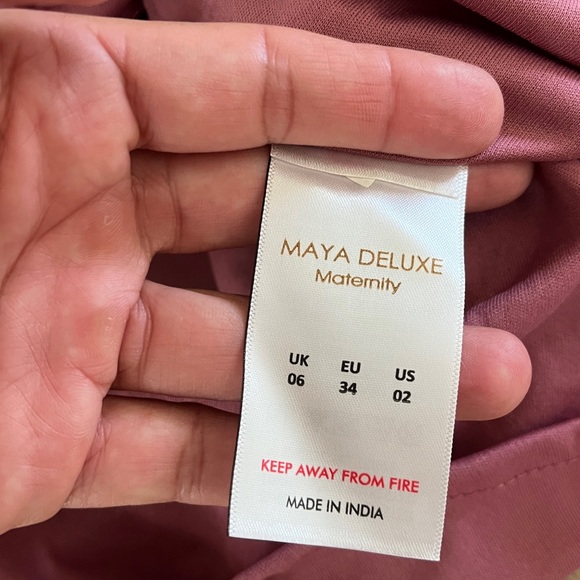 MAYA DELUXE
Maternity
UK EU US
06 34 02
KEEP AWAY FROM FIRE
MADE IN INDIA